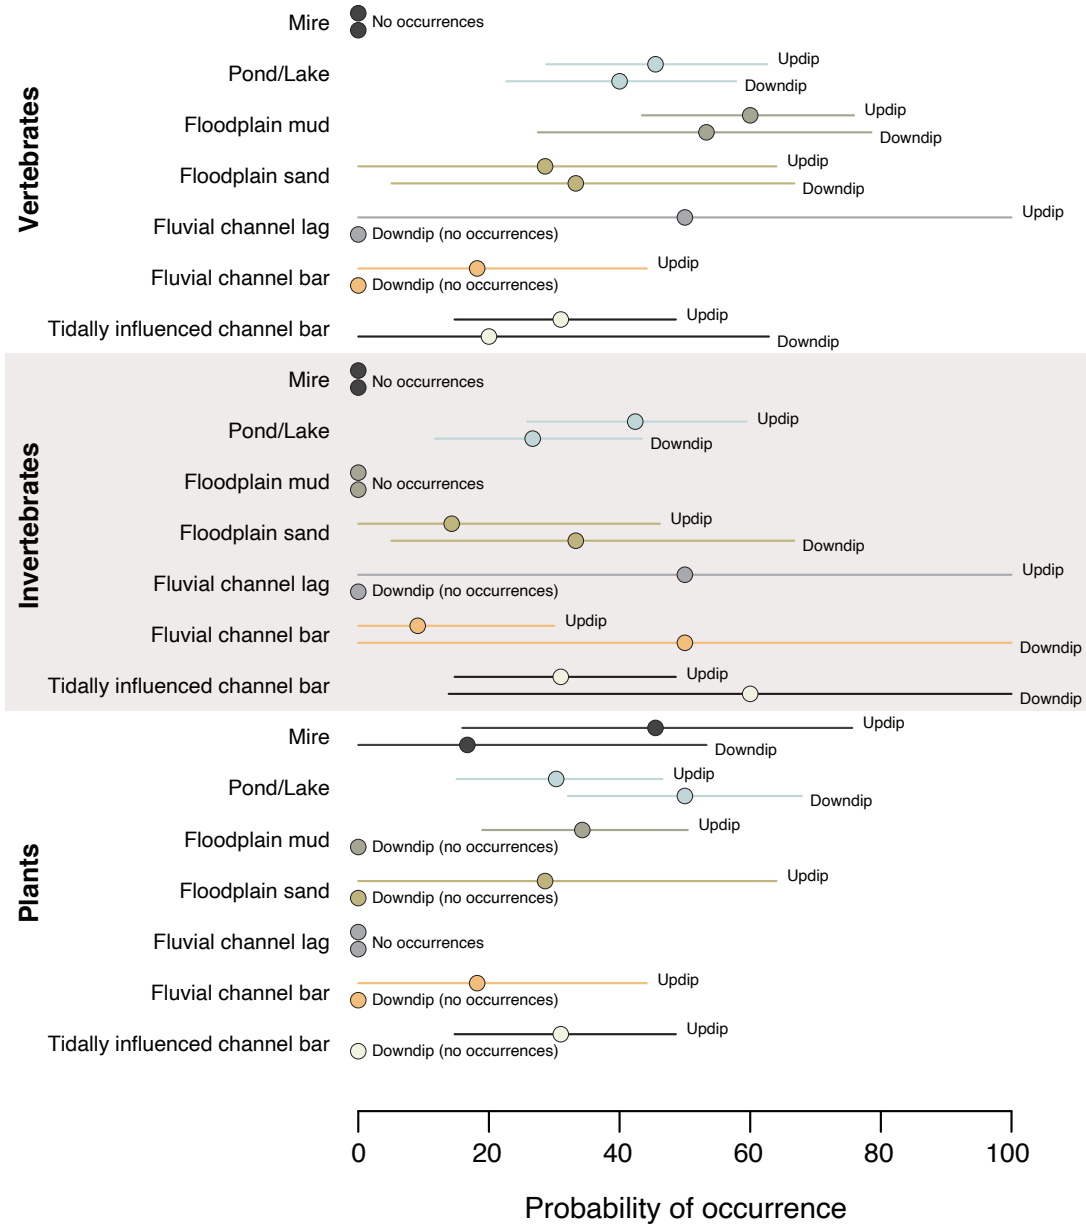 Vertebrates
Mire
No occurrences
Pond/Lake
Updip
Downdip
Floodplain mud
Updip
Downdip
Floodplain sand
Updip
Downdip
Fluvial channel lag
Updip
Downdip (no occurrences)
Fluvial channel bar
Updip
Downdip (no occurrences)
Tidally influenced channel bar
Updip
Downdip
Invertebrates
Mire
No occurrences
Pond/Lake
Updip
Downdip
Floodplain mud
No occurrences
Floodplain sand
Updip
Downdip
Fluvial channel lag
Updip
Downdip (no occurrences)
Fluvial channel bar
Updip
Downdip
Tidally influenced channel bar
Updip
Downdip
Plants
Mire
Updip
Downdip
Pond/Lake
Updip
Downdip
Floodplain mud
Updip
Downdip (no occurrences)
Floodplain sand
Updip
Downdip (no occurrences)
Fluvial channel lag
No occurrences
Fluvial channel bar
Updip
Downdip (no occurrences)
Tidally influenced channel bar
Updip
Downdip (no occurrences)
0 20 40 60 80 100
Probability of occurrence